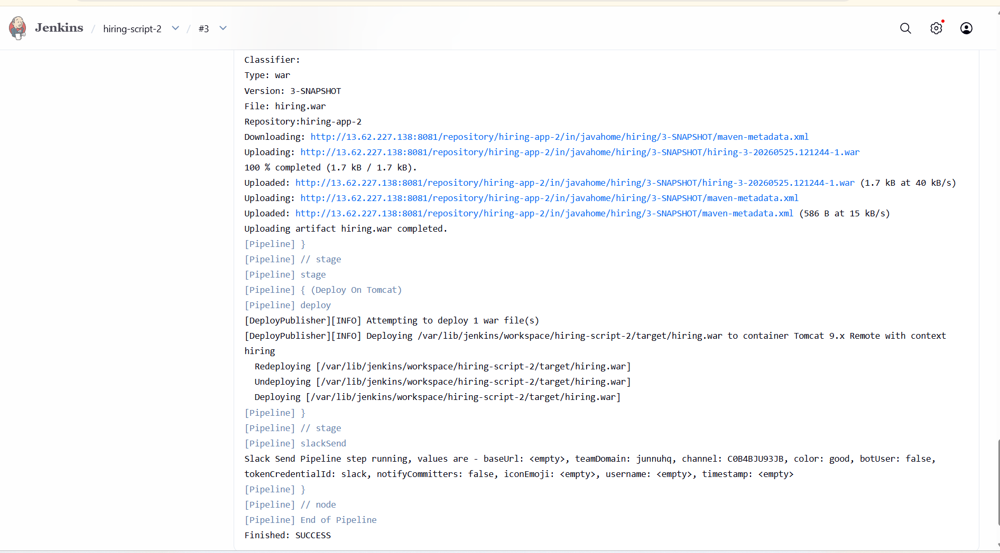 Jenkins / hiring-script-2 / #3
Classifier:
Type: war
Version: 3-SNAPSHOT
File: hiring.war
Repository:hiring-app-2
Downloading: http://13.62.227.138:8081/repository/hiring-app-2/in/javahome/hiring/3-SNAPSHOT/maven-metadata.xml
Uploading: http://13.62.227.138:8081/repository/hiring-app-2/in/javahome/hiring/3-SNAPSHOT/hiring-3-20260525.121244-1.war
100 % completed (1.7 kB / 1.7 kB).
Uploaded: http://13.62.227.138:8081/repository/hiring-app-2/in/javahome/hiring/3-SNAPSHOT/hiring-3-20260525.121244-1.war (1.7 kB at 40 kB/s)
Uploading: http://13.62.227.138:8081/repository/hiring-app-2/in/javahome/hiring/3-SNAPSHOT/maven-metadata.xml
Uploaded: http://13.62.227.138:8081/repository/hiring-app-2/in/javahome/hiring/3-SNAPSHOT/maven-metadata.xml (586 B at 15 kB/s)
Uploading artifact hiring.war completed.
[Pipeline] }
[Pipeline] // stage
[Pipeline] stage
[Pipeline] { (Deploy On Tomcat)
[Pipeline] deploy
[DeployPublisher][INFO] Attempting to deploy 1 war file(s)
[DeployPublisher][INFO] Deploying /var/lib/jenkins/workspace/hiring-script-2/target/hiring.war to container Tomcat 9.x Remote with context
hiring
Redeploying [/var/lib/jenkins/workspace/hiring-script-2/target/hiring.war]
Undeploying [/var/lib/jenkins/workspace/hiring-script-2/target/hiring.war]
Deploying [/var/lib/jenkins/workspace/hiring-script-2/target/hiring.war]
[Pipeline] }
[Pipeline] // stage
[Pipeline] slackSend
Slack Send Pipeline step running, values are - baseUrl: <empty>, teamDomain: junnuhq, channel: C0B4BJU93JB, color: good, botUser: false,
tokenCredentialId: slack, notifyCommitters: false, iconEmoji: <empty>, username: <empty>, timestamp: <empty>
[Pipeline] }
[Pipeline] // node
[Pipeline] End of Pipeline
Finished: SUCCESS